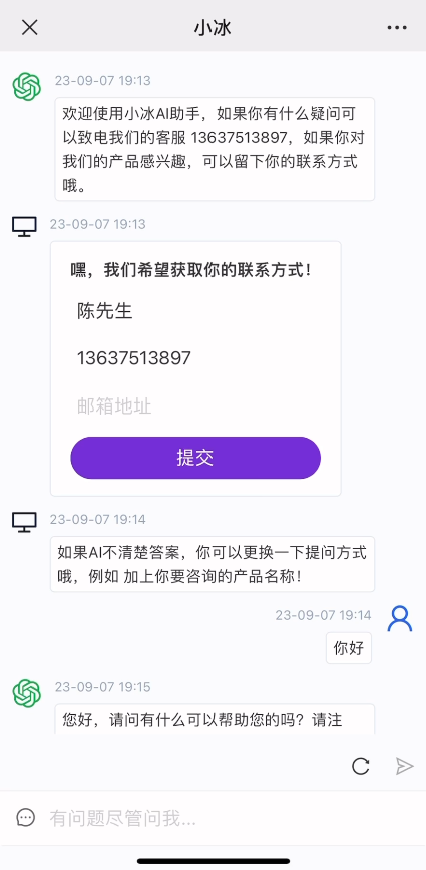 小冰
23-09-07 19:13
欢迎使用小冰AI助手，如果你有什么疑问可
以致电我们的客服 13637513897，如果你对
我们的产品感兴趣，可以留下你的联系方式
哦。
23-09-07 19:13
嘿，我们希望获取你的联系方式！
陈先生
13637513897
邮箱地址
提交
23-09-07 19:14
如果AI不清楚答案，你可以更换一下提问方式
哦，例如 加上你要咨询的产品名称！
23-09-07 19:14
你好
23-09-07 19:15
您好，请问有什么可以帮助您的吗？请注
有问题尽管问我...